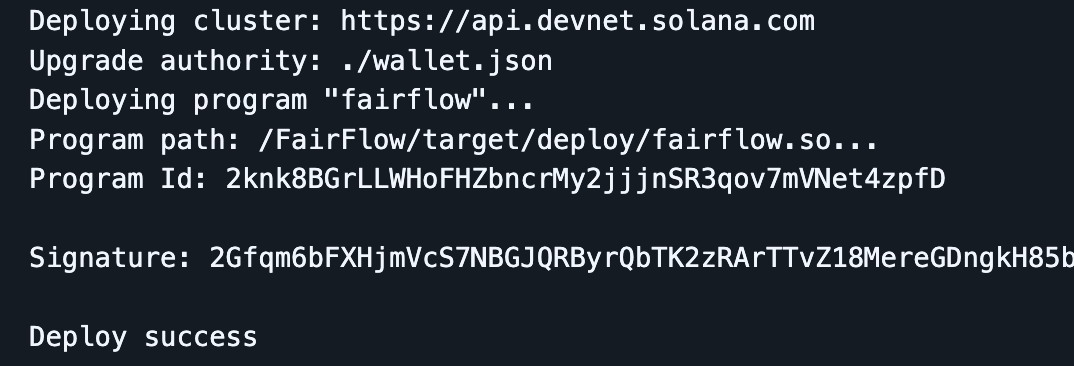 Deploying cluster: https://api.devnet.solana.com
Upgrade authority: ./wallet.json
Deploying program "fairflow"...
Program path: /FairFlow/target/deploy/fairflow.so...
Program Id: 2knk8BGrLLWHoFHZbncrMy2jjjnSR3qov7mVNet4zpfD
Signature: 2Gfqm6bFXHjmVcS7NBGJQRByrQbTK2zRArTTvZ18MereGDngkH85b
Deploy success